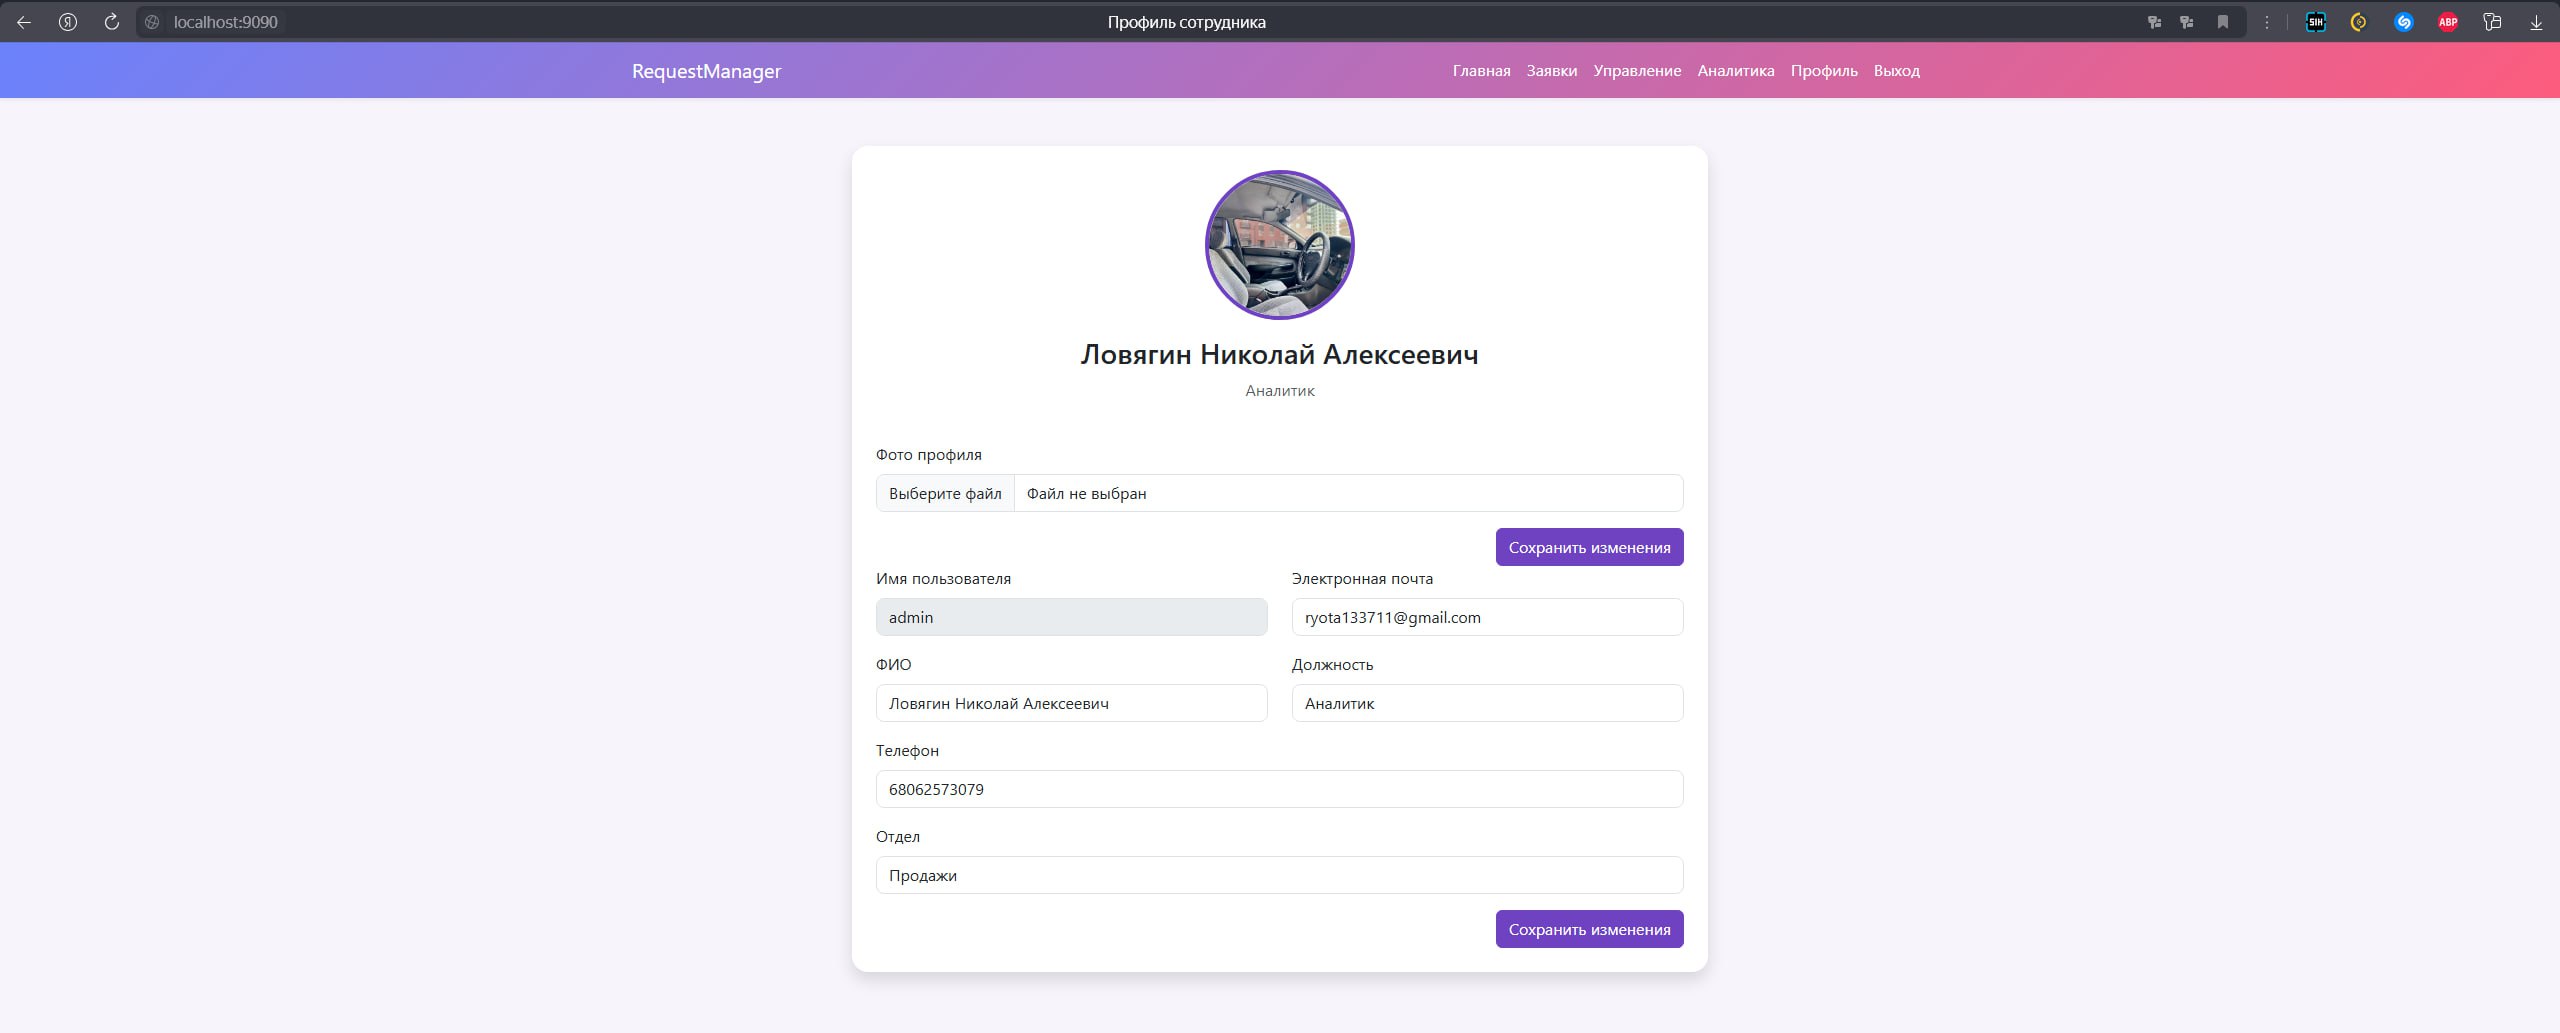 localhost:9090
Профиль сотрудника
SIH
ABP
RequestManager
Главная Заявки Управление Аналитика Профиль Выход
Ловягин Николай Алексеевич
Аналитик
Фото профиля
Выберите файл Файл не выбран
Сохранить изменения
Имя пользователя Электронная почта
admin ryota133711@gmail.com
ФИО Должность
Ловягин Николай Алексеевич Аналитик
Телефон
68062573079
Отдел
Продажи
Сохранить изменения